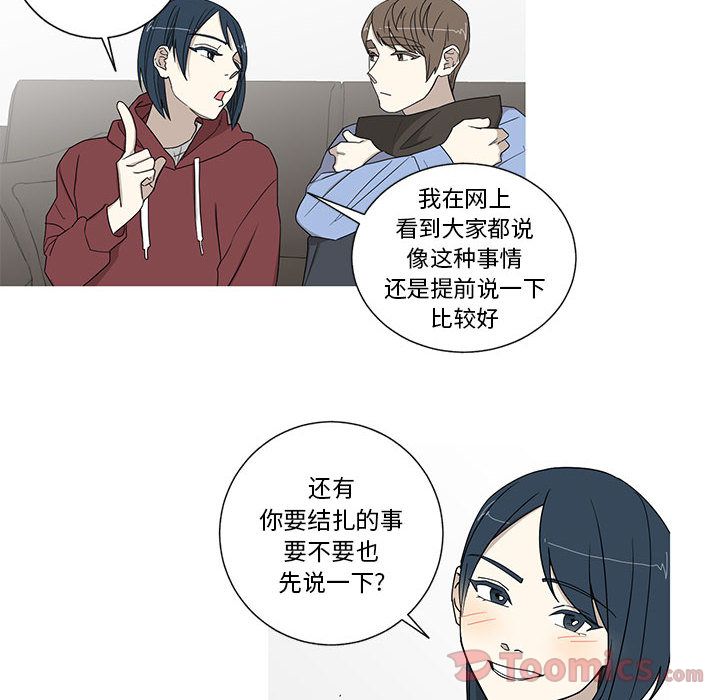 我在网上
看到大家都说
像这种事情
还是提前说一下
比较好
还有
你要结扎的事
要不要也
先说一下?
Toomics.com